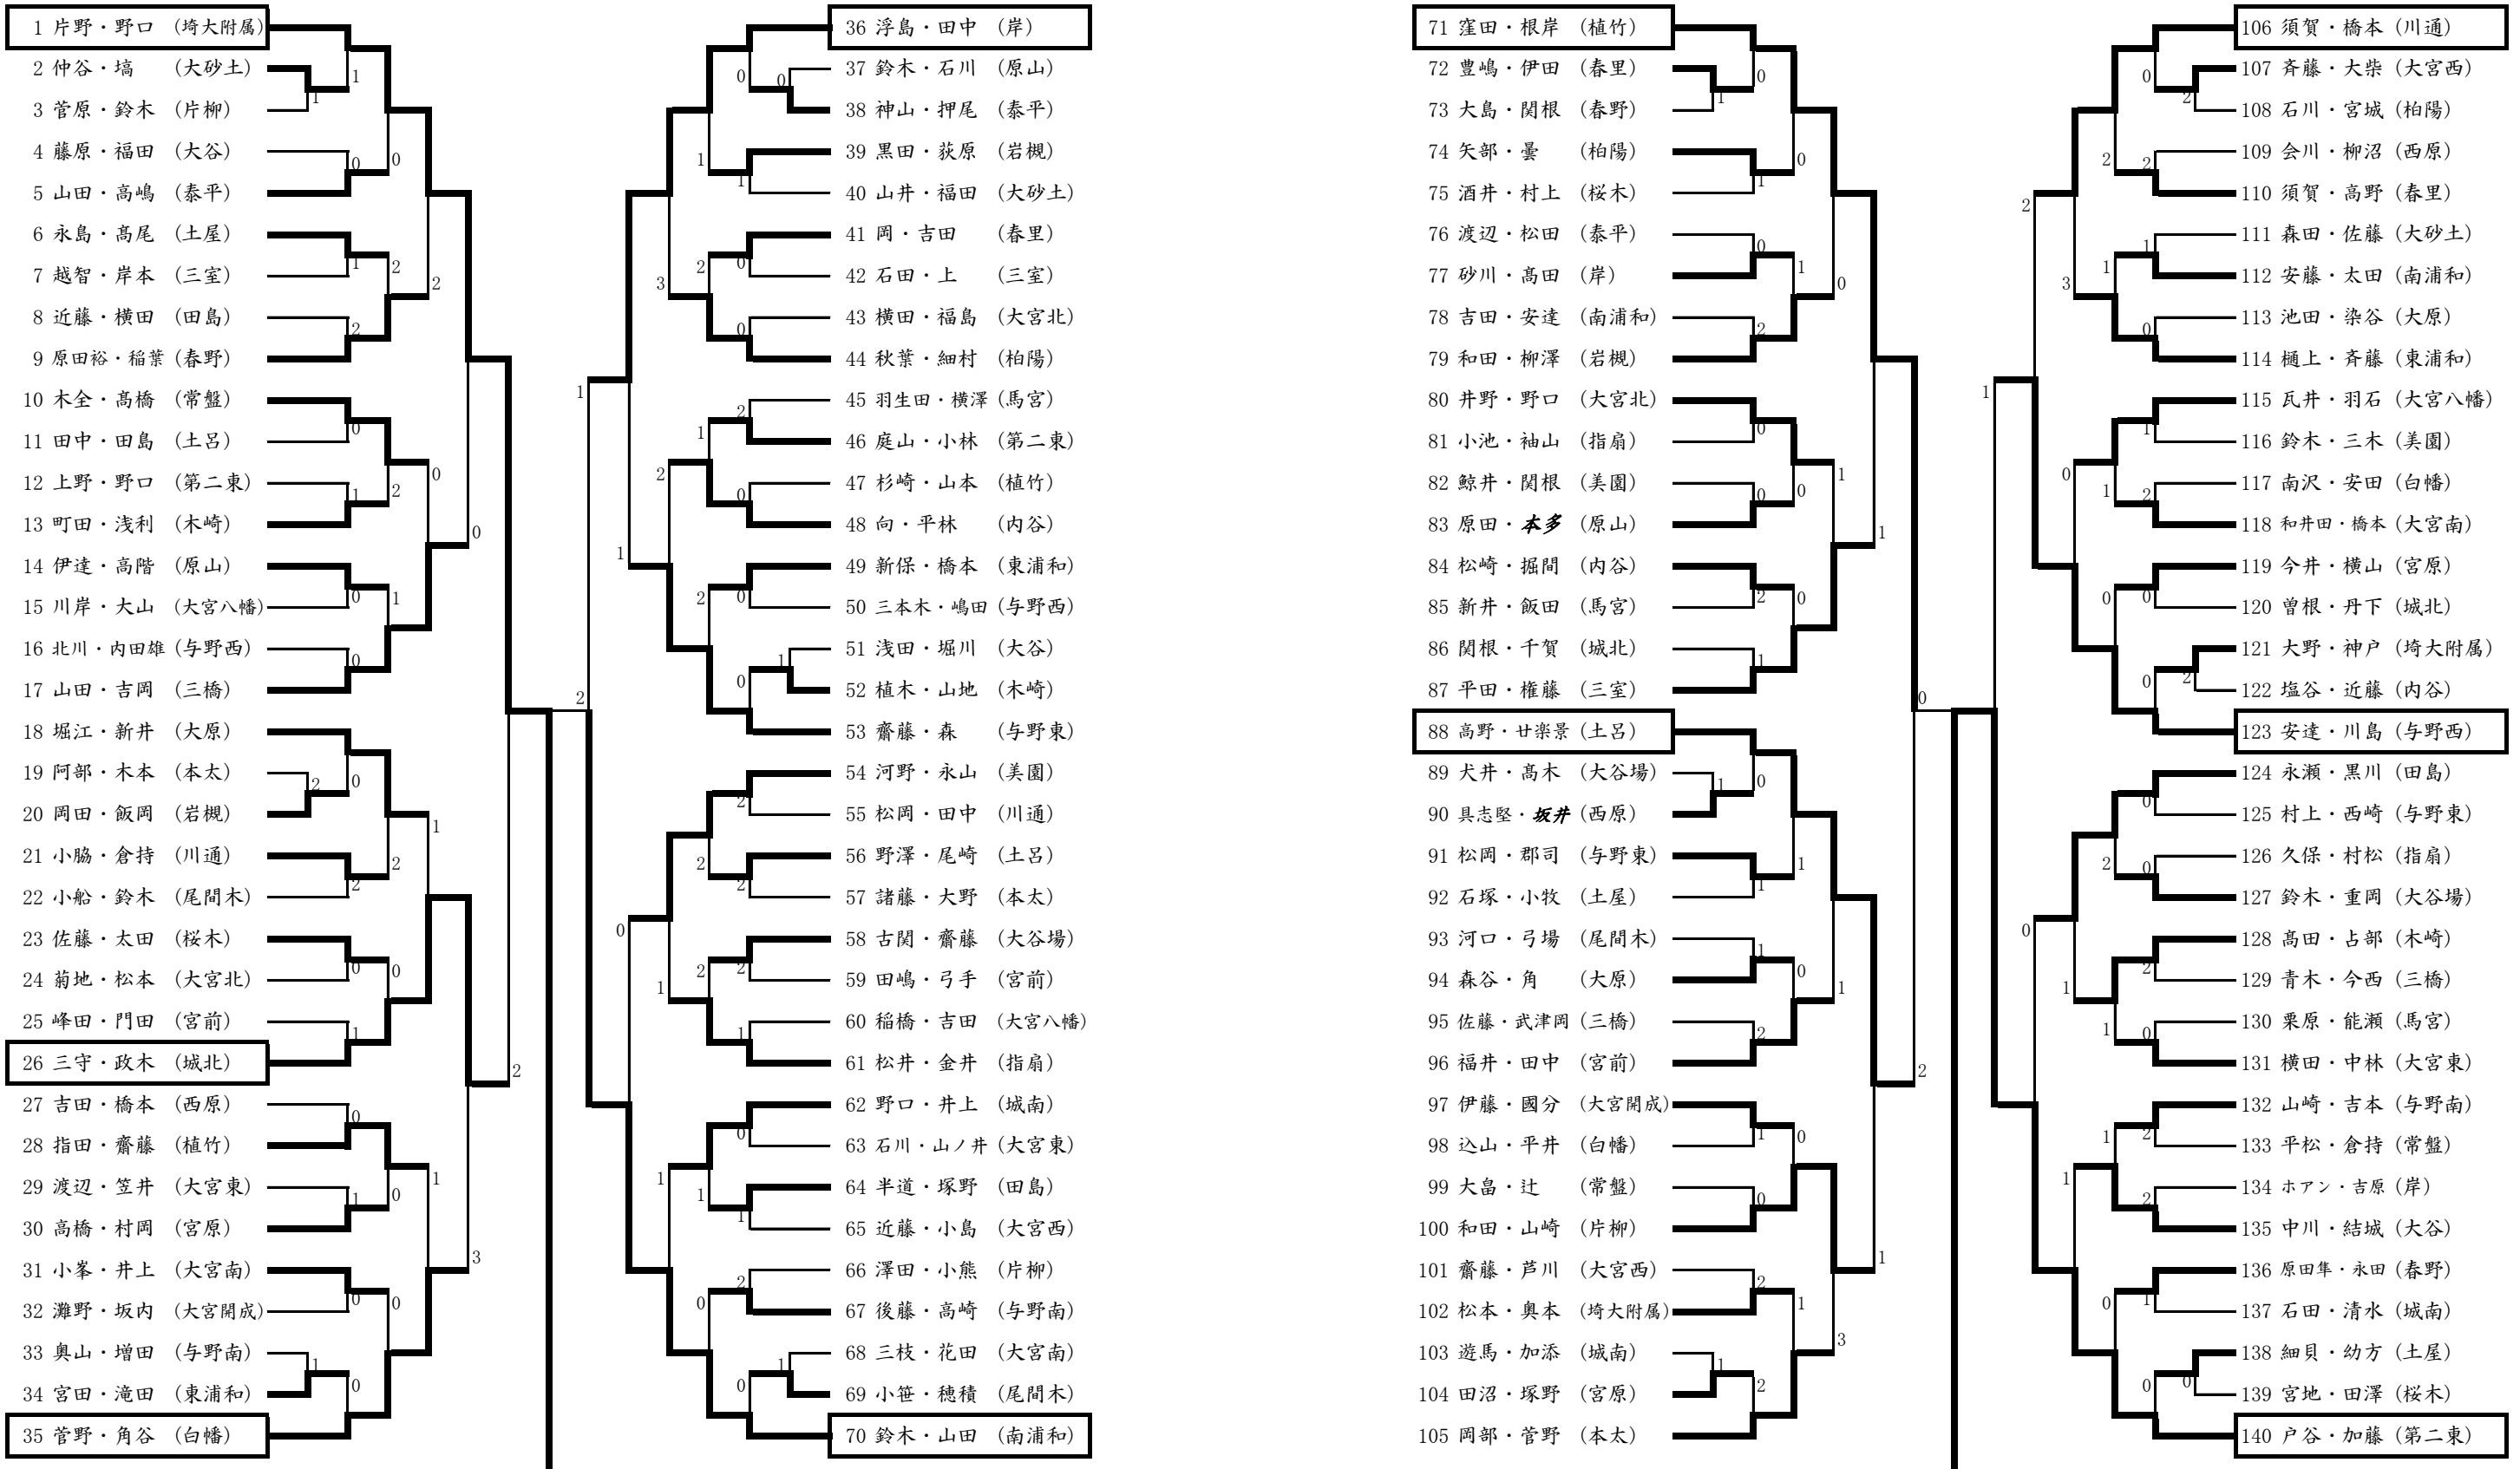 1 片野・野口 (埼大附属)
2 仲谷・塙 (大砂土)
3 菅原・鈴木 (片柳)
4 藤原・福田 (大谷)
5 山田・高嶋 (泰平)
6 永島・高尾 (土屋)
7 越智・岸本 (三室)
8 近藤・横田 (田島)
9 原田裕・稲葉 (春野)
10 木全・髙橋 (常盤)
11 田中・田島 (土呂)
12 上野・野口 (第二東)
13 町田・浅利 (木崎)
14 伊達・高階 (原山)
15 川岸・大山 (大宮八幡)
16 北川・内田雄 (与野西)
17 山田・吉岡 (三橋)
18 堀江・新井 (大原)
19 阿部・木本 (本太)
20 岡田・飯岡 (岩槻)
21 小脇・倉持 (川通)
22 小船・鈴木 (尾間木)
23 佐藤・太田 (桜木)
24 菊地・松本 (大宮北)
25 峰田・門田 (宮前)
26 三守・政木 (城北)
27 吉田・橋本 (西原)
28 指田・齋藤 (植竹)
29 渡辺・笠井 (大宮東)
30 高橋・村岡 (宮原)
31 小峯・井上 (大宮南)
32 灘野・坂内 (大宮開成)
33 奥山・増田 (与野南)
34 宮田・滝田 (東浦和)
35 菅野・角谷 (白幡)
36 浮島・田中 (岸)
37 鈴木・石川 (原山)
38 神山・押尾 (泰平)
39 黒田・荻原 (岩槻)
40 山井・福田 (大砂土)
41 岡・吉田 (春里)
42 石田・上 (三室)
43 横田・福島 (大宮北)
44 秋葉・細村 (柏陽)
45 羽生田・横澤 (馬宮)
46 庭山・小林 (第二東)
47 杉崎・山本 (植竹)
48 向・平林 (内谷)
49 新保・橋本 (東浦和)
50 三本木・嶋田 (与野西)
51 浅田・堀川 (大谷)
52 植木・山地 (木崎)
53 齋藤・森 (与野東)
54 河野・永山 (美園)
55 松岡・田中 (川通)
56 野澤・尾崎 (土呂)
57 諸藤・大野 (本太)
58 古関・齋藤 (大谷場)
59 田嶋・弓手 (宮前)
60 稲橋・吉田 (大宮八幡)
61 松井・金井 (指扇)
62 野口・井上 (城南)
63 石川・山ノ井 (大宮東)
64 半道・塚野 (田島)
65 近藤・小島 (大宮西)
66 澤田・小熊 (片柳)
67 後藤・高崎 (与野南)
68 三枝・花田 (大宮南)
69 小笹・穂積 (尾間木)
70 鈴木・山田 (南浦和)
71 窪田・根岸 (植竹)
72 豊嶋・伊田 (春里)
73 大島・関根 (春野)
74 矢部・曇 (柏陽)
75 酒井・村上 (桜木)
76 渡辺・松田 (泰平)
77 砂川・髙田 (岸)
78 吉田・安達 (南浦和)
79 和田・柳澤 (岩槻)
80 井野・野口 (大宮北)
81 小池・袖山 (指扇)
82 鯨井・関根 (美園)
83 原田・本多 (原山)
84 松崎・掘間 (内谷)
85 新井・飯田 (馬宮)
86 関根・千賀 (城北)
87 平田・権藤 (三室)
88 高野・廿楽景 (土呂)
89 犬井・髙木 (大谷場)
90 具志堅・坂井 (西原)
91 松岡・郡司 (与野東)
92 石塚・小牧 (土屋)
93 河口・弓場 (尾間木)
94 森谷・角 (大原)
95 佐藤・武津岡 (三橋)
96 福井・田中 (宮前)
97 伊藤・國分 (大宮開成)
98 込山・平井 (白幡)
99 大畠・辻 (常盤)
100 和田・山崎 (片柳)
101 齋藤・芦川 (大宮西)
102 松本・奥本 (埼大附属)
103 遊馬・加添 (城南)
104 田沼・塚野 (宮原)
105 岡部・菅野 (本太)
106 須賀・橋本 (川通)
107 斉藤・大柴 (大宮西)
108 石川・宮城 (柏陽)
109 会川・柳沼 (西原)
110 須賀・高野 (春里)
111 森田・佐藤 (大砂土)
112 安藤・太田 (南浦和)
113 池田・染谷 (大原)
114 樋上・斉藤 (東浦和)
115 瓦井・羽石 (大宮八幡)
116 鈴木・三木 (美園)
117 南沢・安田 (白幡)
118 和井田・橋本 (大宮南)
119 今井・横山 (宮原)
120 曽根・丹下 (城北)
121 大野・神戸 (埼大附属)
122 塩谷・近藤 (内谷)
123 安達・川島 (与野西)
124 永瀬・黒川 (田島)
125 村上・西崎 (与野東)
126 久保・村松 (指扇)
127 鈴木・重岡 (大谷場)
128 髙田・占部 (木崎)
129 青木・今西 (三橋)
130 栗原・能瀬 (馬宮)
131 横田・中林 (大宮東)
132 山崎・吉本 (与野南)
133 平松・倉持 (常盤)
134 ホアン・吉原 (岸)
135 中川・結城 (大谷)
136 原田隼・永田 (春野)
137 石田・清水 (城南)
138 細貝・幼方 (土屋)
139 宮地・田澤 (桜木)
140 戸谷・加藤 (第二東)